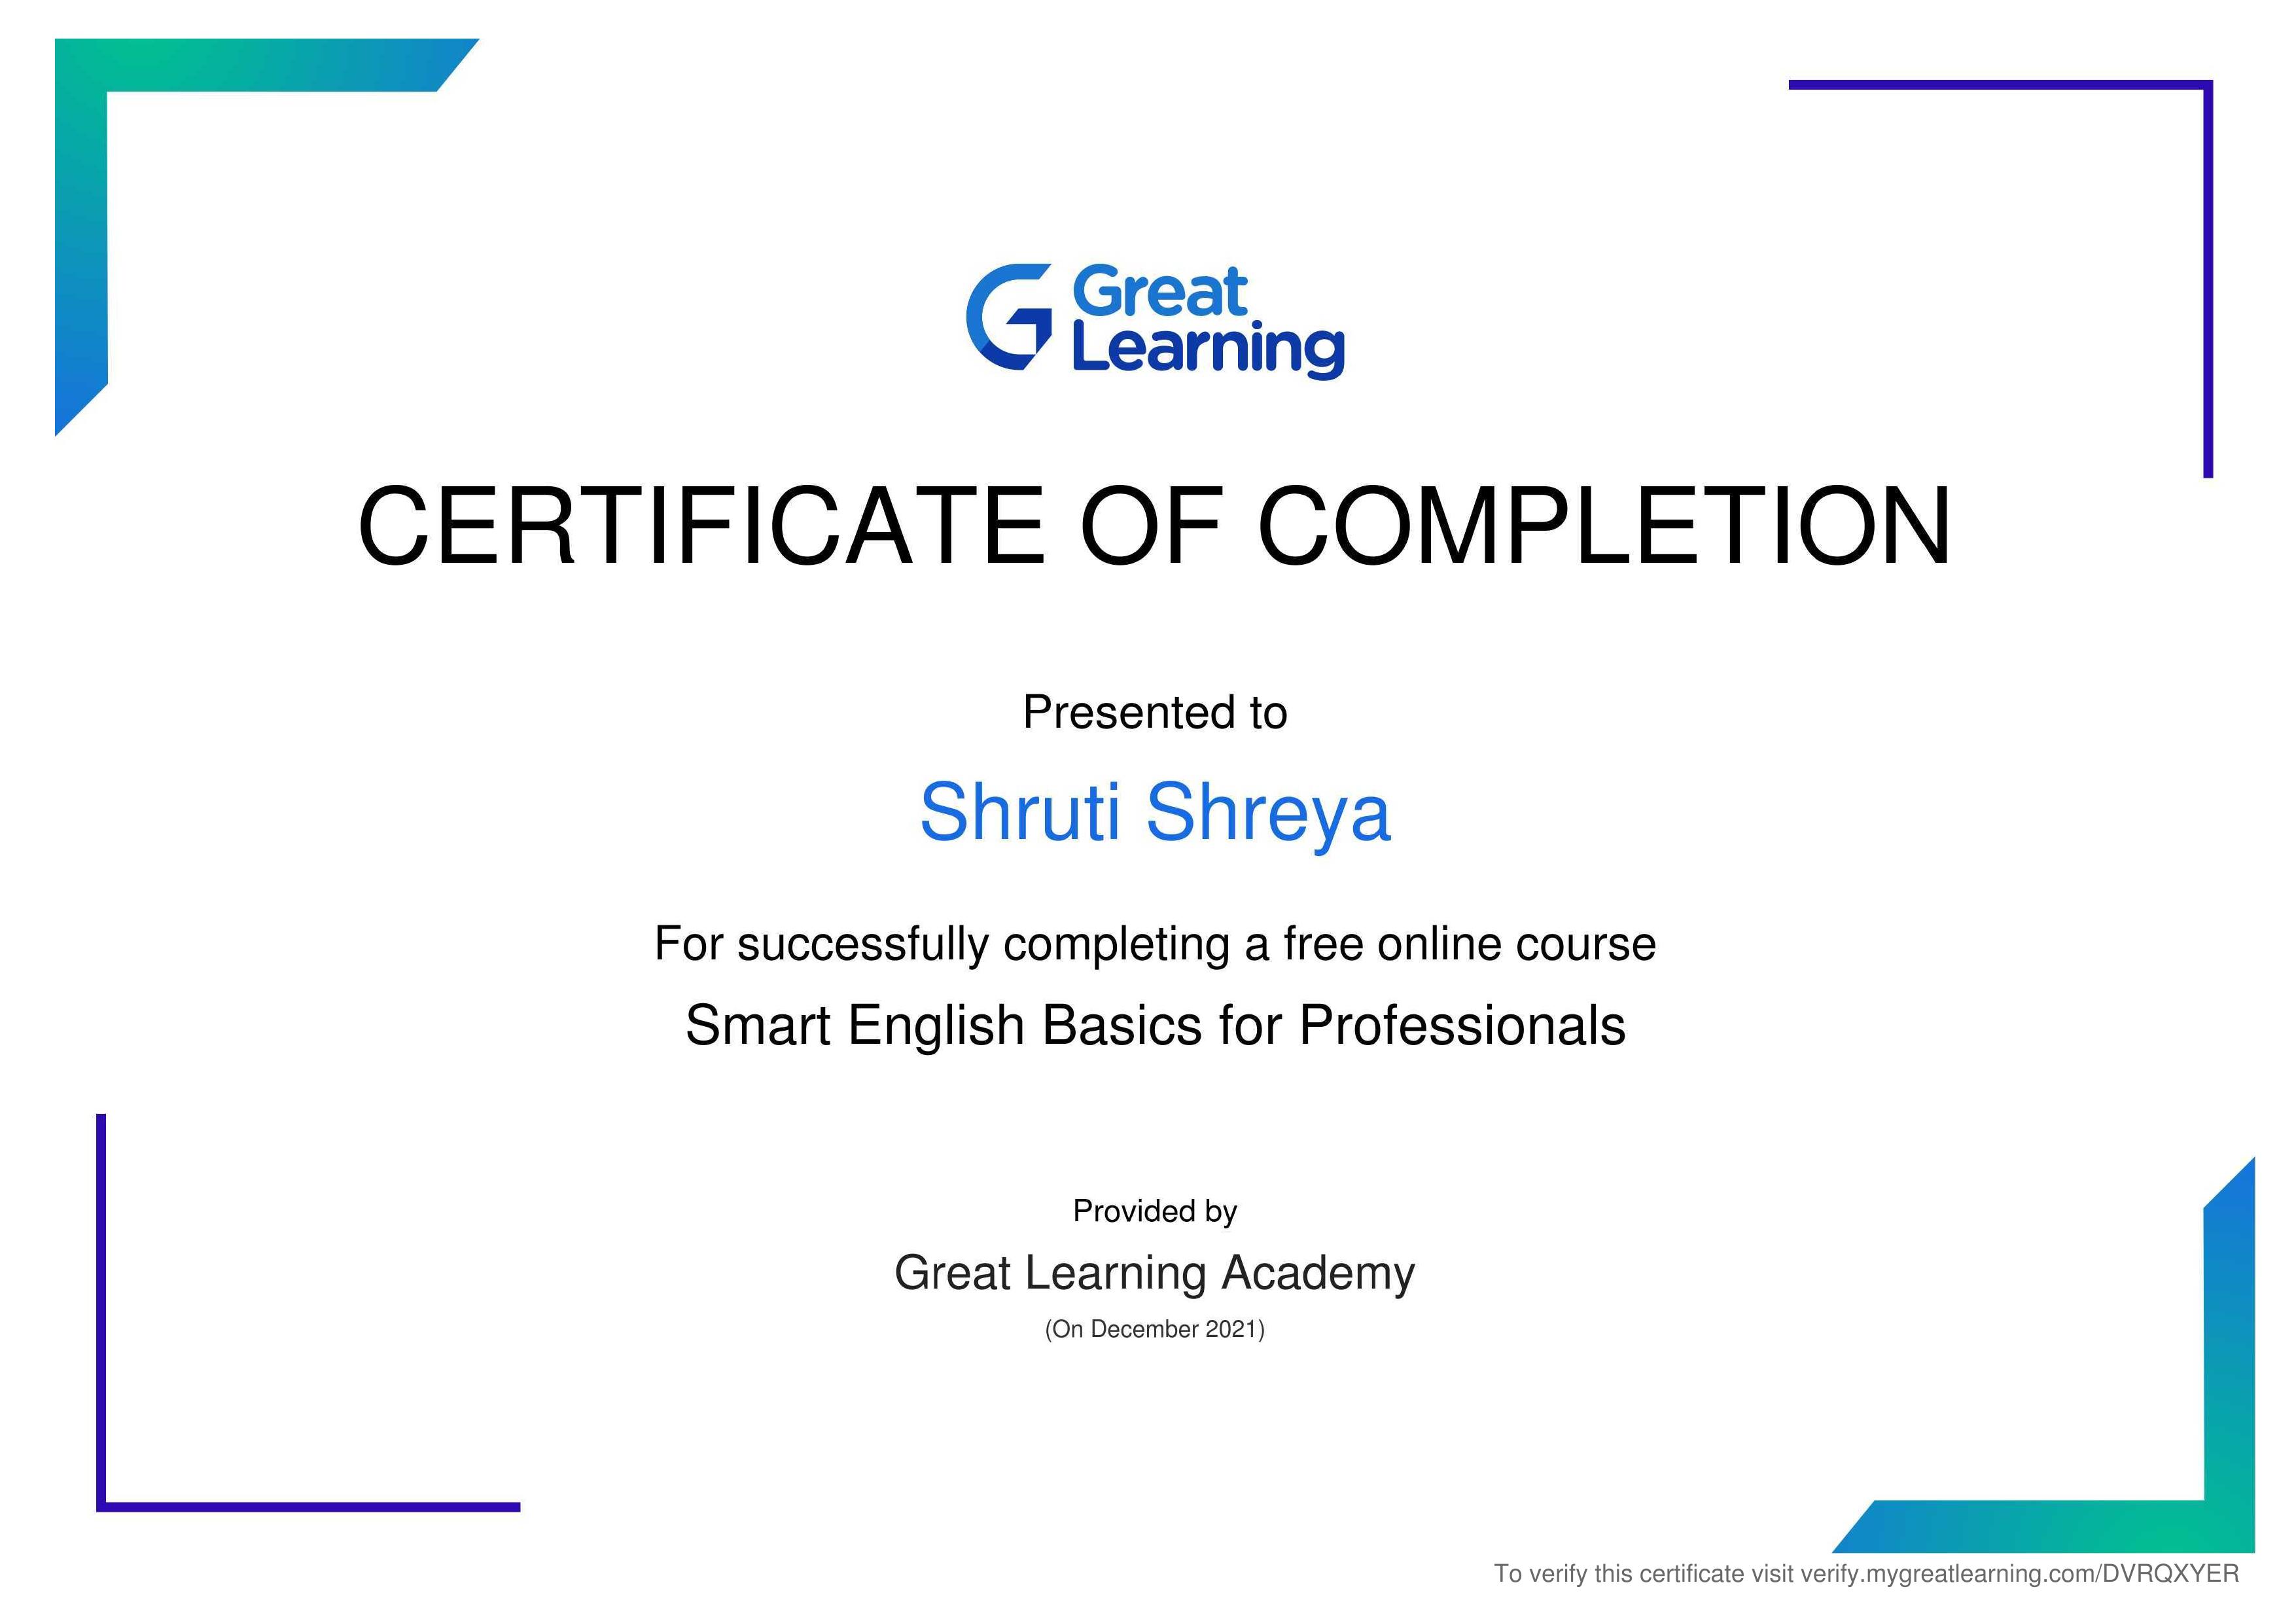 Great
Learning
CERTIFICATE OF COMPLETION
Presented to
Shruti Shreya
For successfully completing a free online course
Smart English Basics for Professionals
Provided by
Great Learning Academy
(On December 2021)
To verify this certificate visit verify.mygreatlearning.com/DVRQXYER